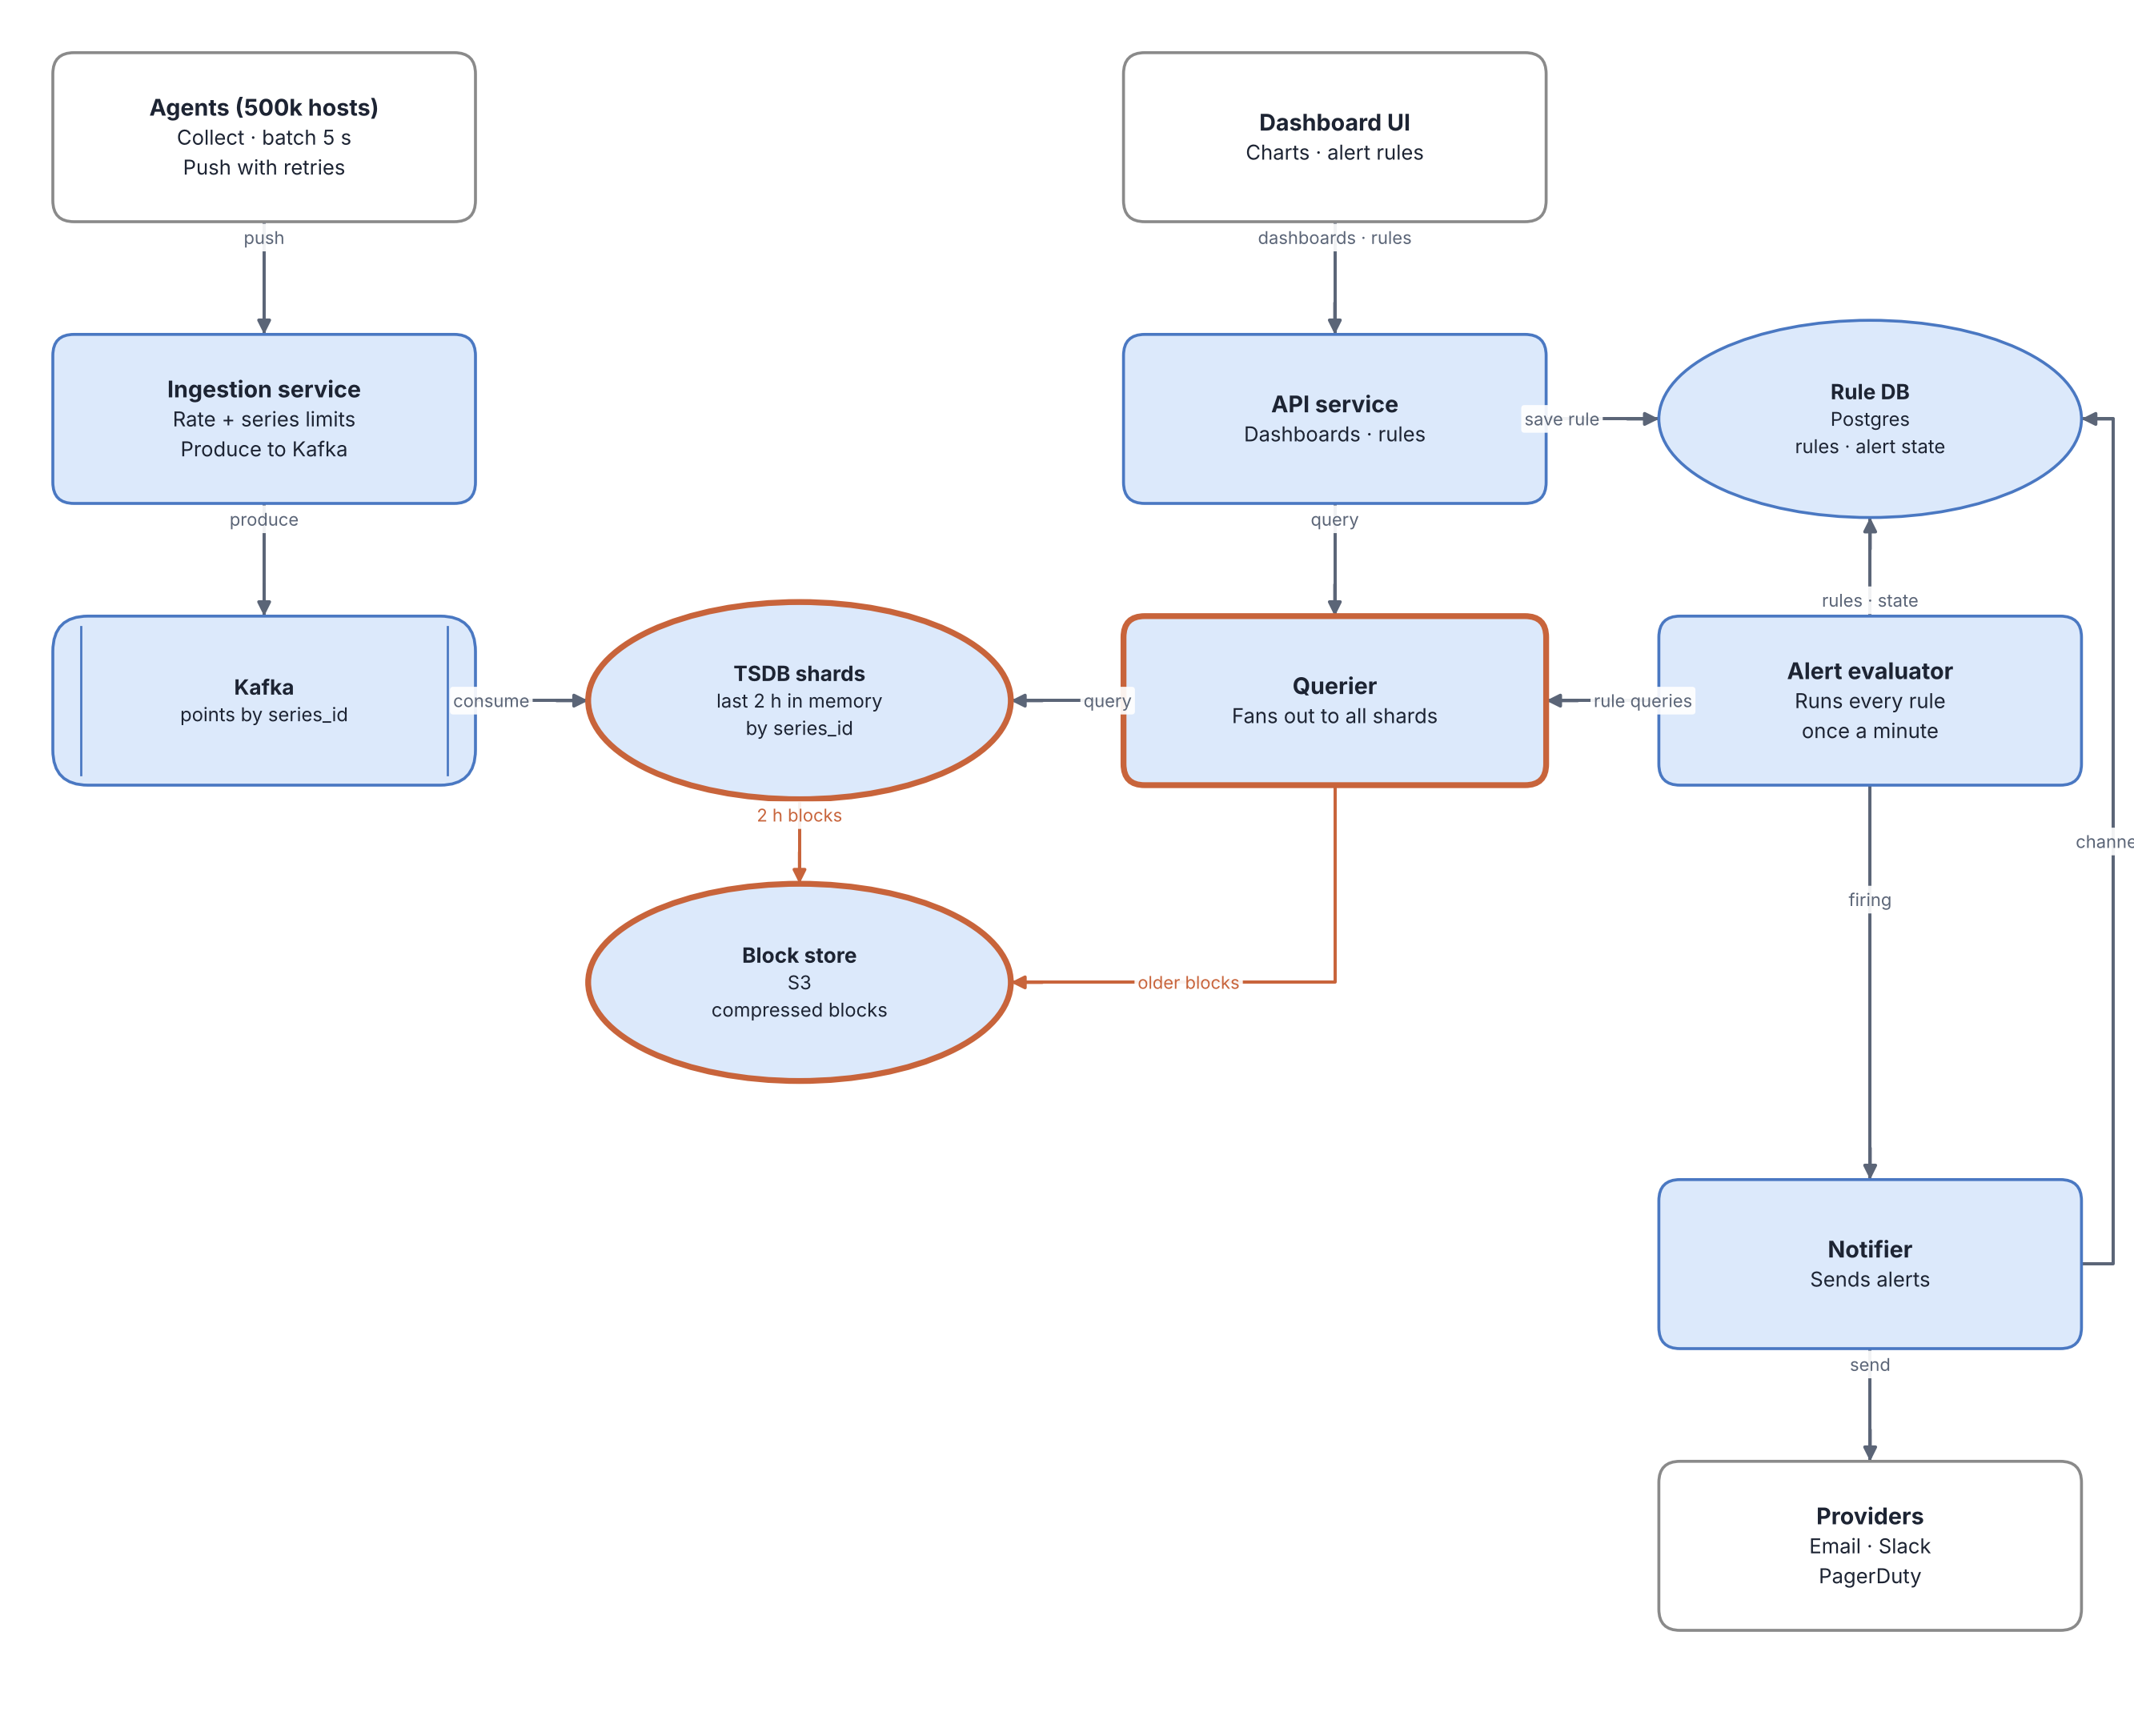 Agents (500k hosts)
Collect · batch 5 s
Push with retries
Dashboard UI
Charts · alert rules
push
dashboards · rules
Ingestion service
Rate + series limits
Produce to Kafka
API service
Dashboards · rules
save rule
Rule DB
Postgres
rules · alert state
produce
query
rules · state
Kafka
points by series_id
consume
TSDB shards
last 2 h in memory
by series_id
query
Querier
Fans out to all shards
rule queries
Alert evaluator
Runs every rule
once a minute
2 h blocks
channe
firing
Block store
S3
compressed blocks
older blocks
Notifier
Sends alerts
send
Providers
Email · Slack
PagerDuty